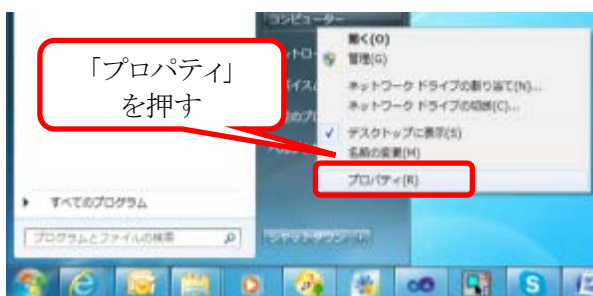 コンピューター
開く(O)
管理(G)
ネットワーク ドライブの割り当て(N)...
ネットワーク ドライブの切断(C)...
デスクトップに表示(S)
名前の変更(M)
プロパティ(R)
「プロパティ」
を押す
すべてのプログラム
プログラムとファイルの検索
シャットダウン